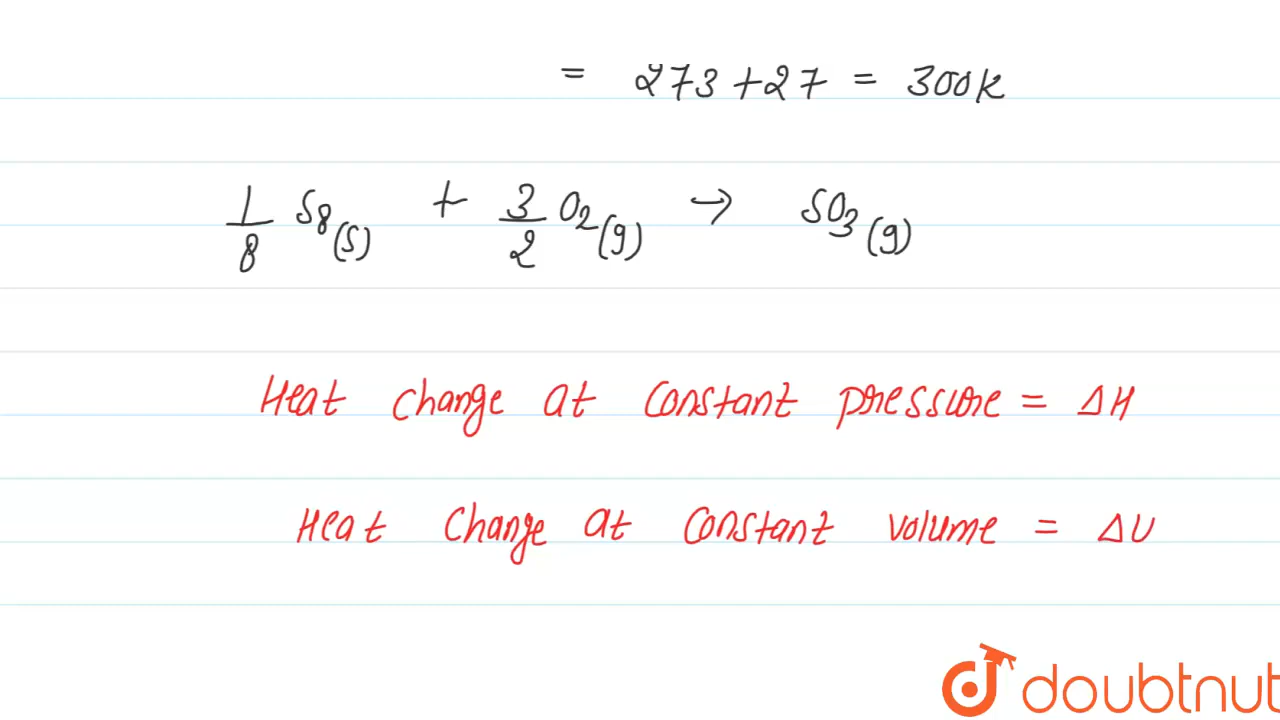 = 273 + 27 = 300K
1/8 S8(s) + 3/2 O2(g) → SO3(g)
Heat change at constant pressure = ΔH
Heat change at constant volume = ΔU
doubtnut